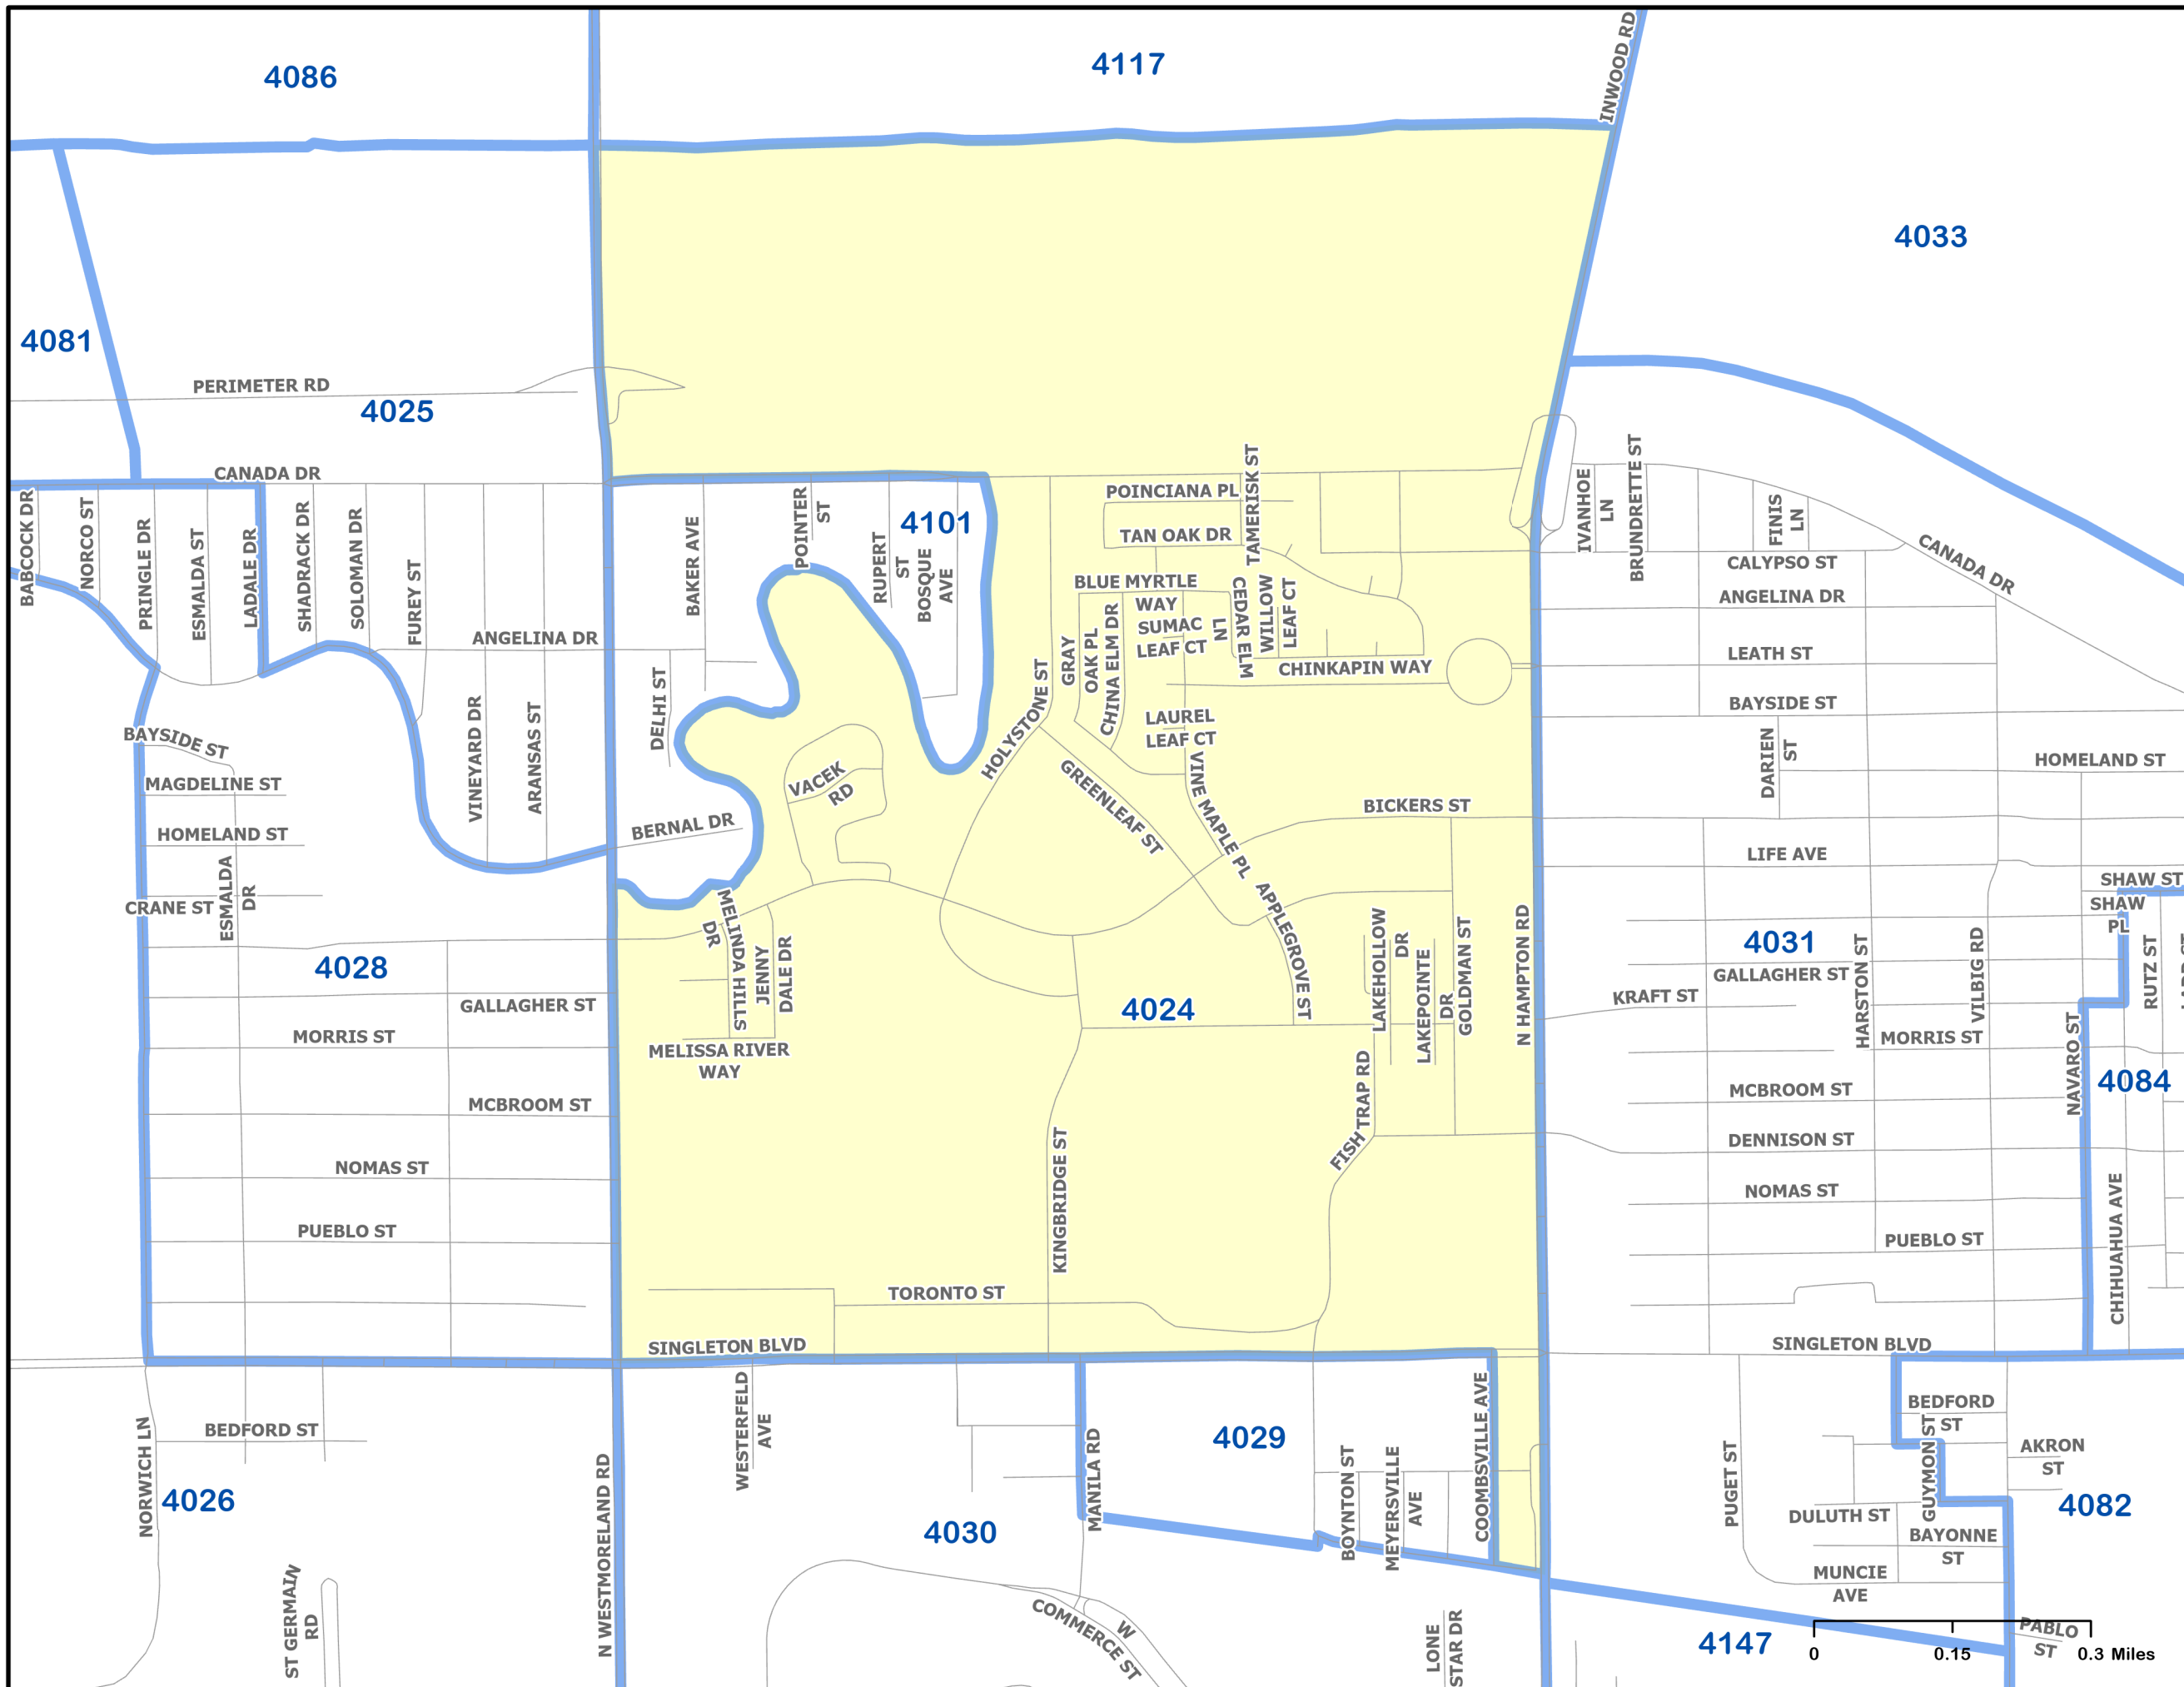 INWOOD RD
4086
4117
4033
4081
PERIMETER RD
4025
CANADA DR
BABCOCK DR
NORCO ST
PRINGLE DR
ESMALDA ST
LADALE DR
SHADRACK DR
SOLOMAN DR
FUREY ST
ANGELINA DR
VINEYARD DR
ARANSAS ST
BAKER AVE
DELHI ST
POINTER
ST
RUPERT
ST
4101
BOSQUE
AVE
BERNAL DR
VACEK
RD
HOLYSTONE ST
POINCIANA PL
TAN OAK DR
TAMERISK ST
BLUE MYRTLE
WAY
SUMAC
LEAF CT
GRAY
OAK PL
CHINA ELM DR
CEDAR ELM
LN
WILLOW
LEAF CT
CHINKAPIN WAY
LAUREL
LEAF CT
VINE MAPLE PL
GREENLEAF ST
BICKERS ST
APPLEGROVE ST
IVANHOE
LN
BRUNDRETTE ST
FINIS
LN
CANADA DR
CALYPSO ST
ANGELINA DR
LEATH ST
BAYSIDE ST
DARIEN
ST
HOMELAND ST
LIFE AVE
SHAW ST
SHAW
PL
BAYSIDE ST
MAGDELINE ST
HOMELAND ST
ESMALDA
DR
CRANE ST
4028
GALLAGHER ST
MORRIS ST
MCBROOM ST
NOMAS ST
PUEBLO ST
MELINDA HILLS
DR
JENNY
DALE DR
MELISSA RIVER
WAY
4024
LAKEHOLLOW
DR
LAKEPOINTE
DR
GOLDMAN ST
N HAMPTON RD
FISH TRAP RD
KINGBRIDGE ST
TORONTO ST
SINGLETON BLVD
4031
GALLAGHER ST
KRAFT ST
HARSTON ST
VILBIG RD
RUTZ ST
NAVARO ST
MORRIS ST
4084
MCBROOM ST
DENNISON ST
NOMAS ST
PUEBLO ST
CHIHUAHUA AVE
SINGLETON BLVD
NORWICH LN
BEDFORD ST
4026
ST GERMAIN
RD
N WESTMORELAND RD
WESTERFELD
AVE
4030
MANILA RD
4029
BOYNTON ST
MEYERSVILLE
AVE
COOMBSVILLE AVE
W
COMMERCE ST
LONE
STAR DR
PUGET ST
BEDFORD
ST
GUYMON ST
AKRON
ST
4082
DULUTH ST
BAYONNE
ST
MUNCIE
AVE
PABLO
ST
4147
0
0.15
0.3 Miles